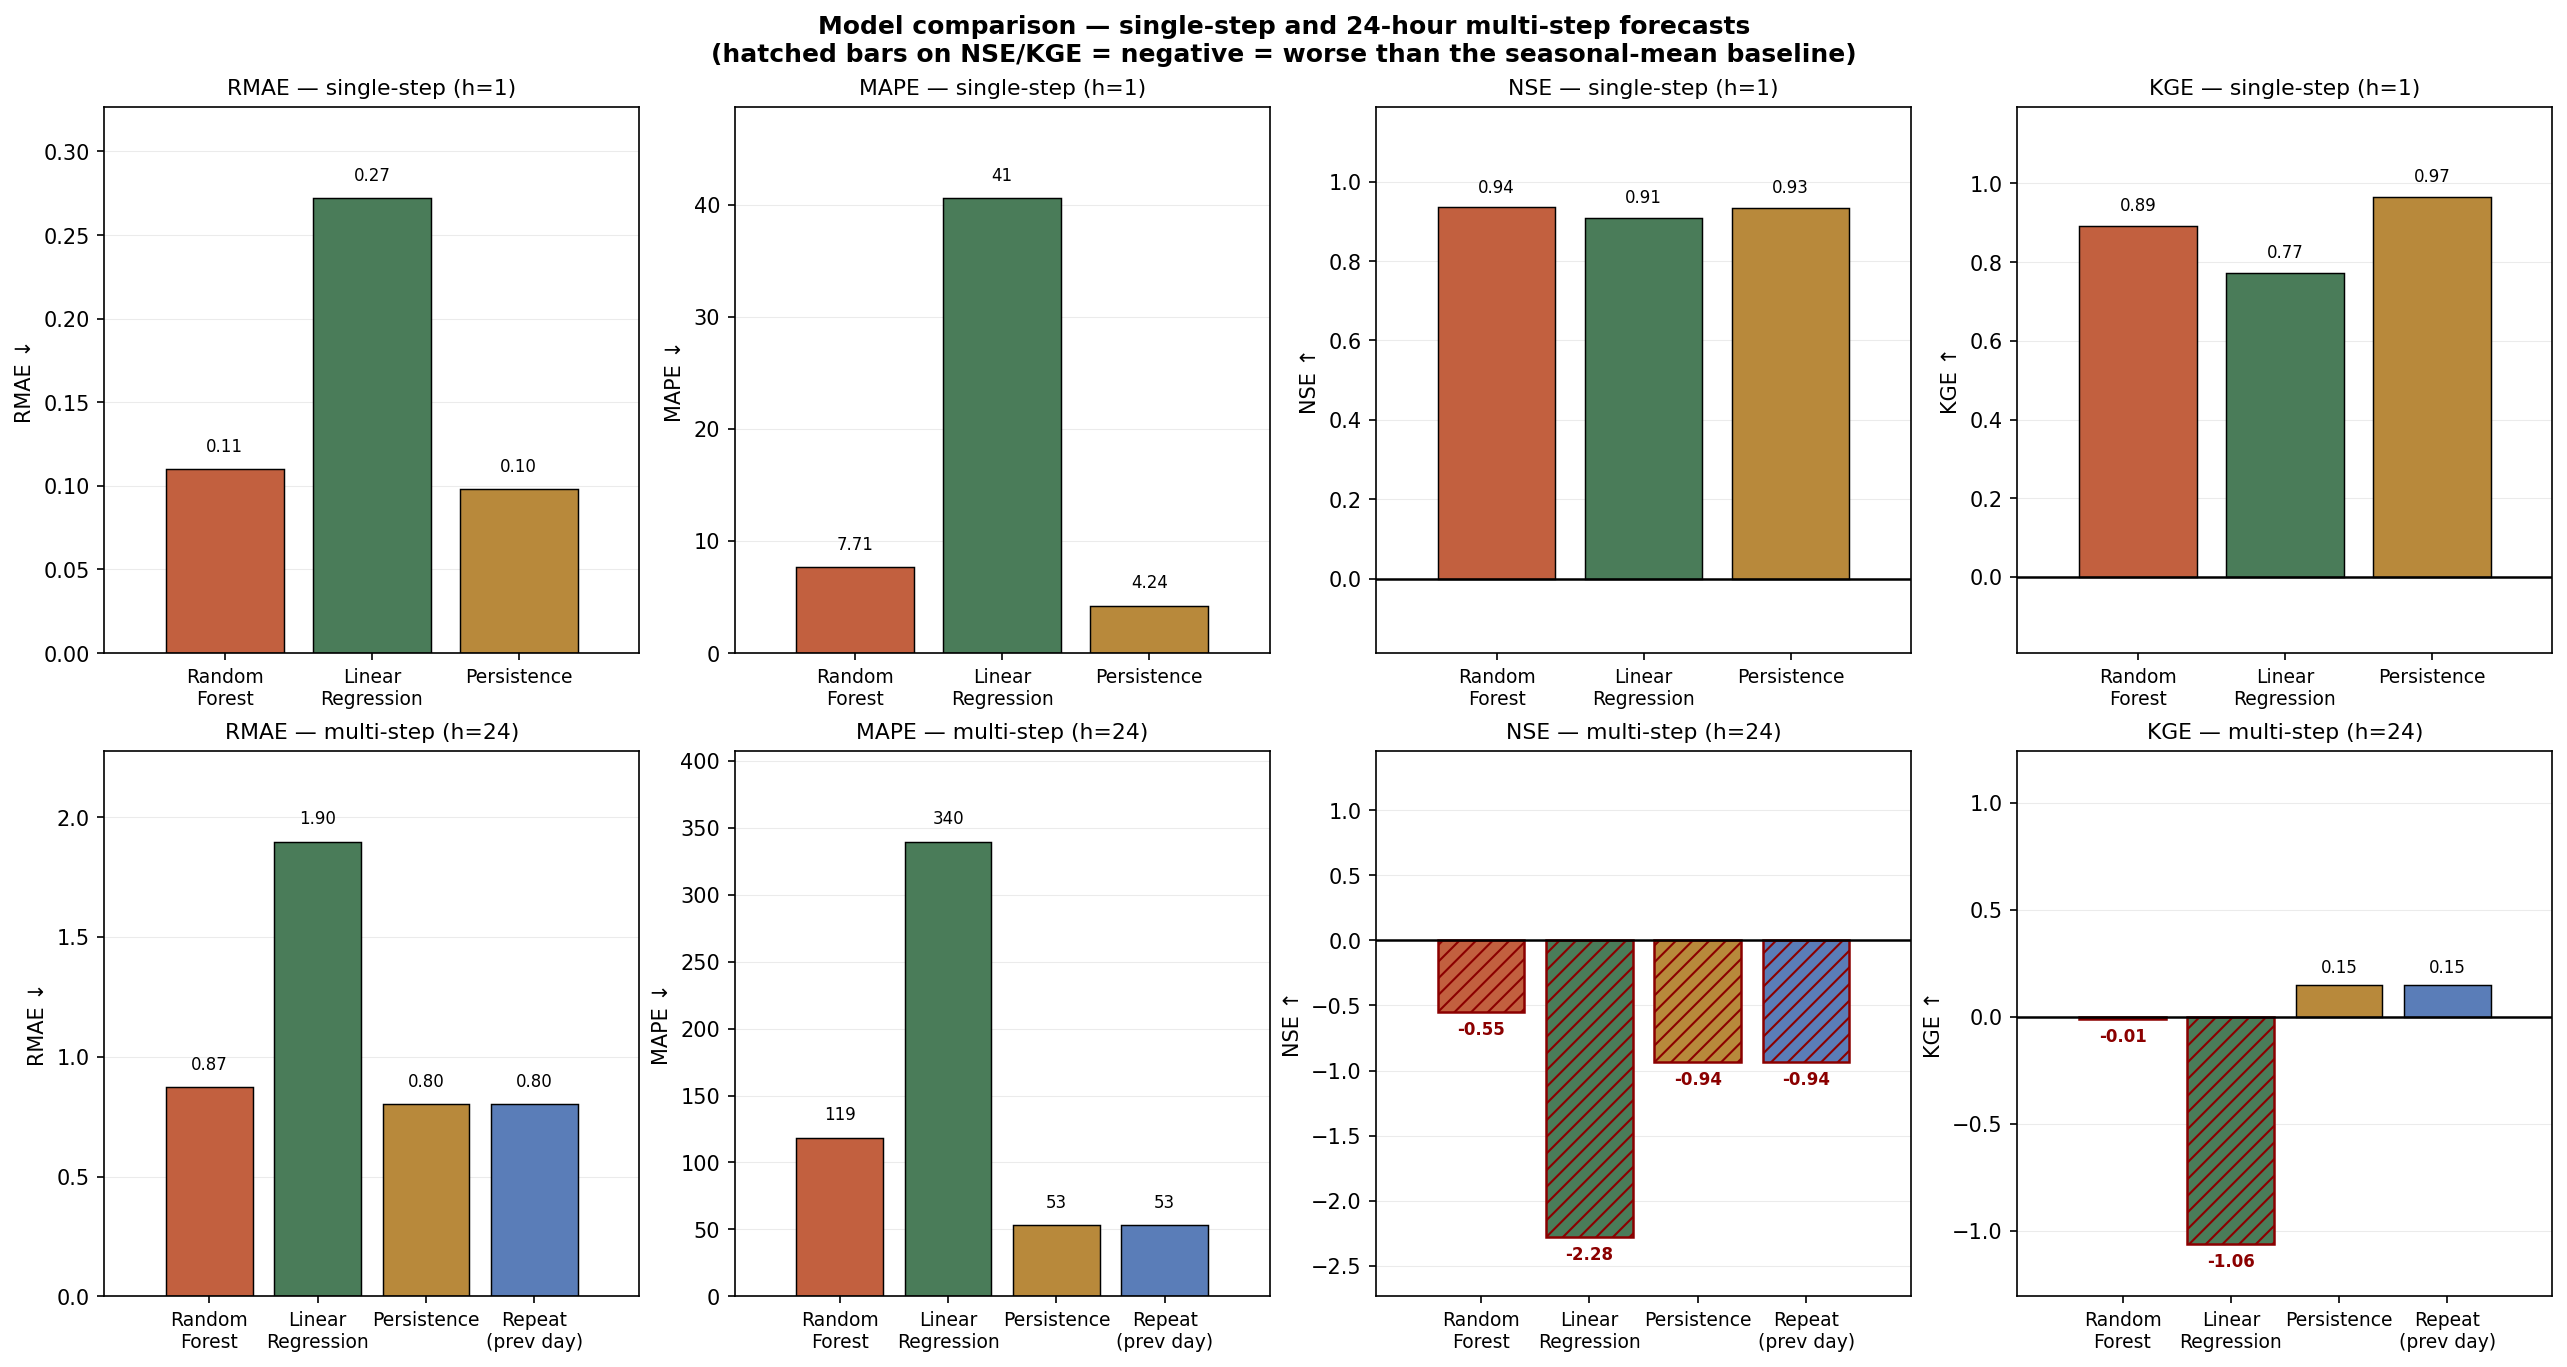 Model comparison — single-step and 24-hour multi-step forecasts
(hatched bars on NSE/KGE = negative = worse than the seasonal-mean baseline)
RMAE — single-step (h=1)
RMAE ↓
0.30
0.25
0.20
0.15
0.10
0.05
0.00
0.11
0.27
0.10
Random
Forest
Linear
Regression
Persistence
MAPE — single-step (h=1)
MAPE ↓
40
30
20
10
0
7.71
41
4.24
Random
Forest
Linear
Regression
Persistence
NSE — single-step (h=1)
NSE ↑
1.0
0.8
0.6
0.4
0.2
0.0
0.94
0.91
0.93
Random
Forest
Linear
Regression
Persistence
KGE — single-step (h=1)
KGE ↑
1.0
0.8
0.6
0.4
0.2
0.0
0.89
0.77
0.97
Random
Forest
Linear
Regression
Persistence
RMAE — multi-step (h=24)
RMAE ↓
2.0
1.5
1.0
0.5
0.0
0.87
1.90
0.80
0.80
Random
Forest
Linear
Regression
Persistence
Repeat
(prev day)
MAPE — multi-step (h=24)
MAPE ↓
400
350
300
250
200
150
100
50
0
119
340
53
53
Random
Forest
Linear
Regression
Persistence
Repeat
(prev day)
NSE — multi-step (h=24)
NSE ↑
1.0
0.5
0.0
−0.5
−1.0
−1.5
−2.0
−2.5
-0.55
-2.28
-0.94
-0.94
Random
Forest
Linear
Regression
Persistence
Repeat
(prev day)
KGE — multi-step (h=24)
KGE ↑
1.0
0.5
0.0
−0.5
−1.0
-0.01
-1.06
0.15
0.15
Random
Forest
Linear
Regression
Persistence
Repeat
(prev day)